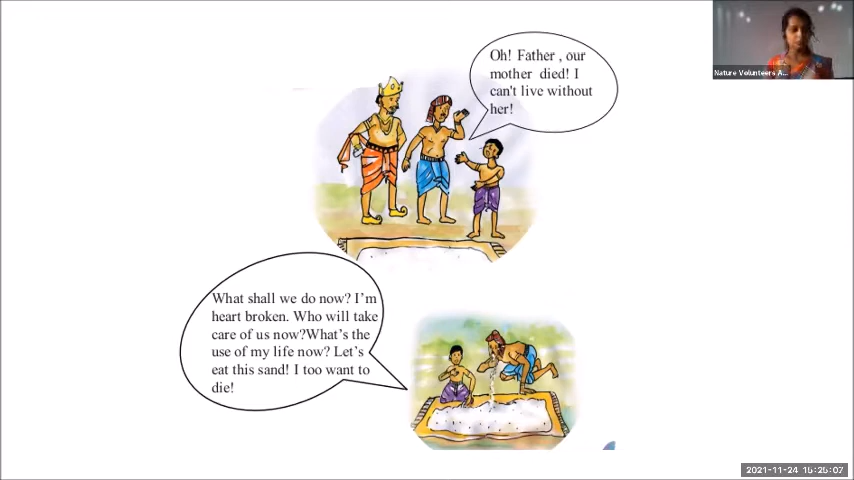 Nature Volunteers A...
Oh! Father , our
mother died! I
can't live without
her!
What shall we do now? I'm
heart broken. Who will take
care of us now?What's the
use of my life now? Let's
eat this sand! I too want to
die!
2021-11-24 15:25:07